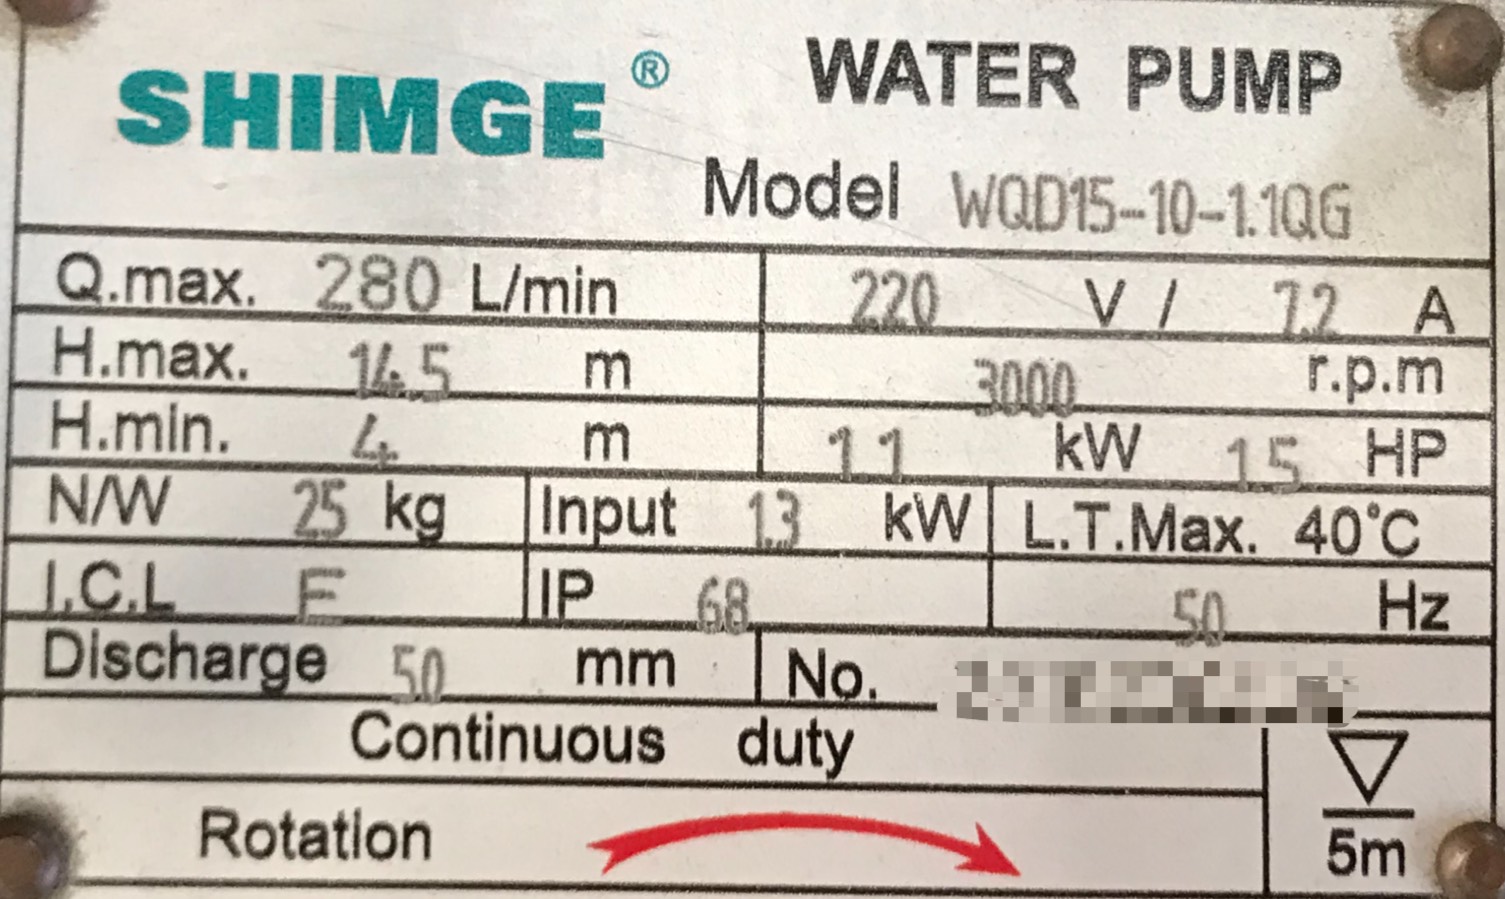 SHIMGE® WATER PUMP
Model WQD15-10-1.1QG
Q.max. 280 L/min 220 V / 7.2 A
H.max. 14.5 m 3000 r.p.m
H.min. 4 m 1.1 kW 1.5 HP
N/W 25 kg Input 1.3 kW L.T.Max. 40°C
I.C.L F IP 68 50 Hz
Discharge 50 mm No.
Continuous duty
Rotation
5m